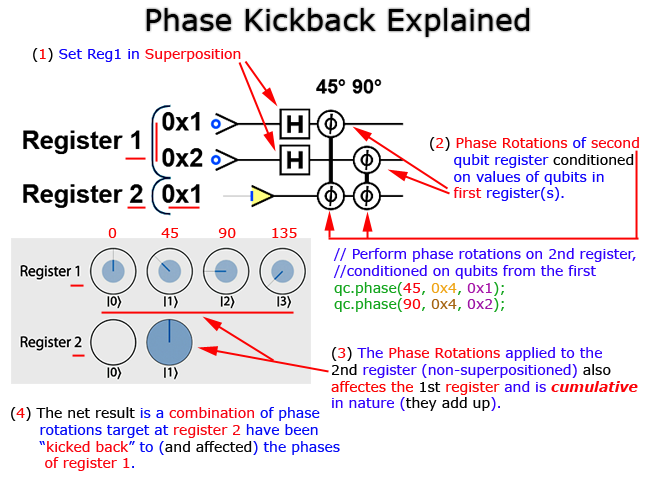 Phase Kickback Explained
(1) Set Reg1 in Superposition
45° 90°
0x1
H
ϕ
Register 1
0x2
H
ϕ
Register 2
0x1
ϕ
ϕ
(2) Phase Rotations of second
qubit register conditioned
on values of qubits in
first register(s).
0 45 90 135
Register 1
|0⟩ |1⟩ |2⟩ |3⟩
Register 2
|0⟩ |1⟩
// Perform phase rotations on 2nd register,
//conditioned on qubits from the first
qc.phase(45, 0x4, 0x1);
qc.phase(90, 0x4, 0x2);
(3) The Phase Rotations applied to the
2nd register (non-superpositioned) also
affectes the 1st register and is cumulative
in nature (they add up).
(4) The net result is a combination of phase
rotations target at register 2 have been
“kicked back” to (and affected) the phases
of register 1.